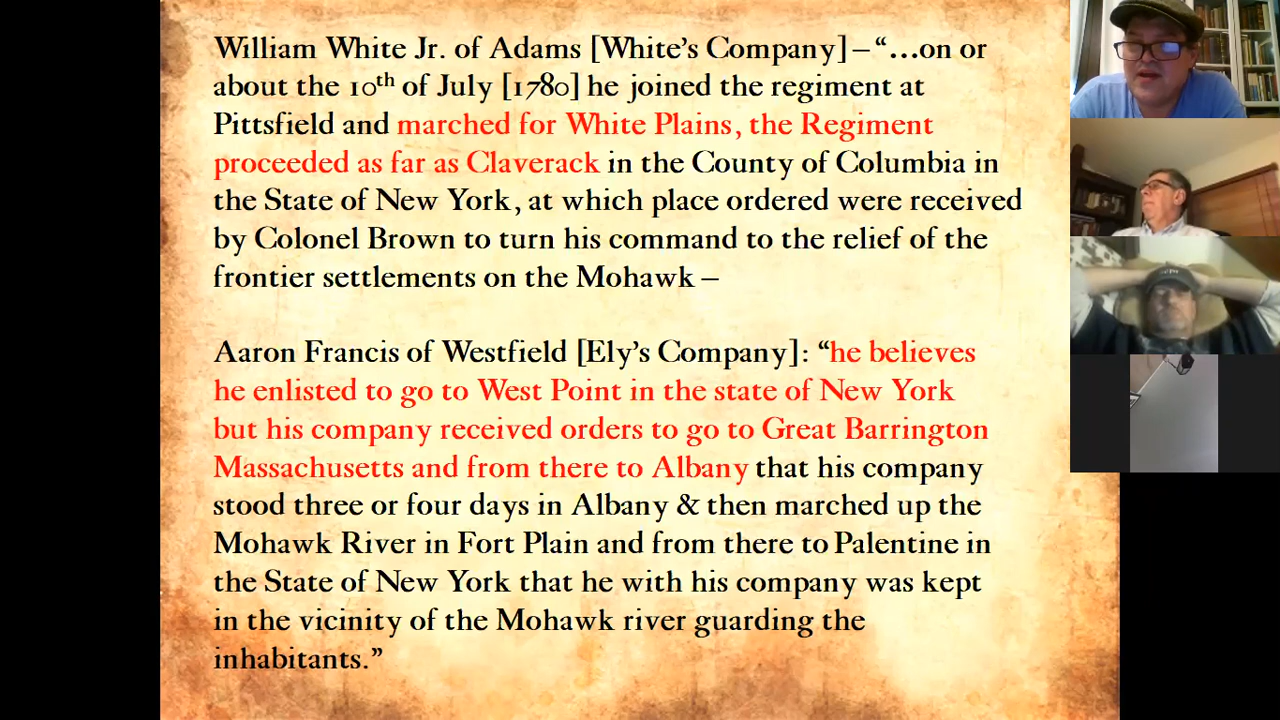 William White Jr. of Adams [White's Company] – “...on or
about the 10th of July [1780] he joined the regiment at
Pittsfield and marched for White Plains, the Regiment
proceeded as far as Claverack in the County of Columbia in
the State of New York, at which place ordered were received
by Colonel Brown to turn his command to the relief of the
frontier settlements on the Mohawk –
Aaron Francis of Westfield [Ely's Company]: “he believes
he enlisted to go to West Point in the state of New York
but his company received orders to go to Great Barrington
Massachusetts and from there to Albany that his company
stood three or four days in Albany & then marched up the
Mohawk River in Fort Plain and from there to Palentine in
the State of New York that he with his company was kept
in the vicinity of the Mohawk river guarding the
inhabitants.”